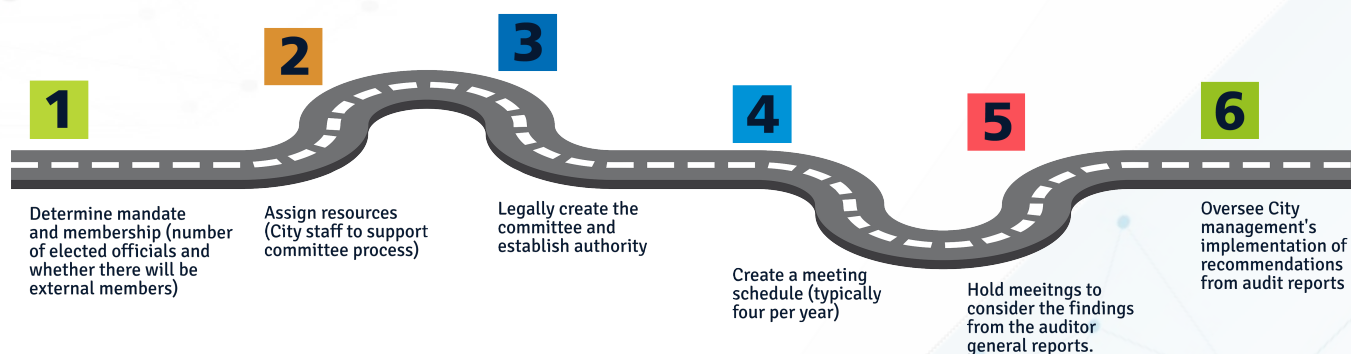 1
Determine mandate
and membership (number
of elected officials and
whether there will be
external members)
2
Assign resources
(City staff to support
committee process)
3
Legally create the
committee and
establish authority
4
Create a meeting
schedule (typically
four per year)
5
Hold meeitngs to
consider the findings
from the auditor
general reports.
6
Oversee City
management's
implementation of
recommendations
from audit reports